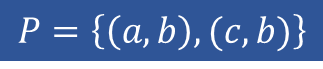 P = {(a, b), (c, b)}